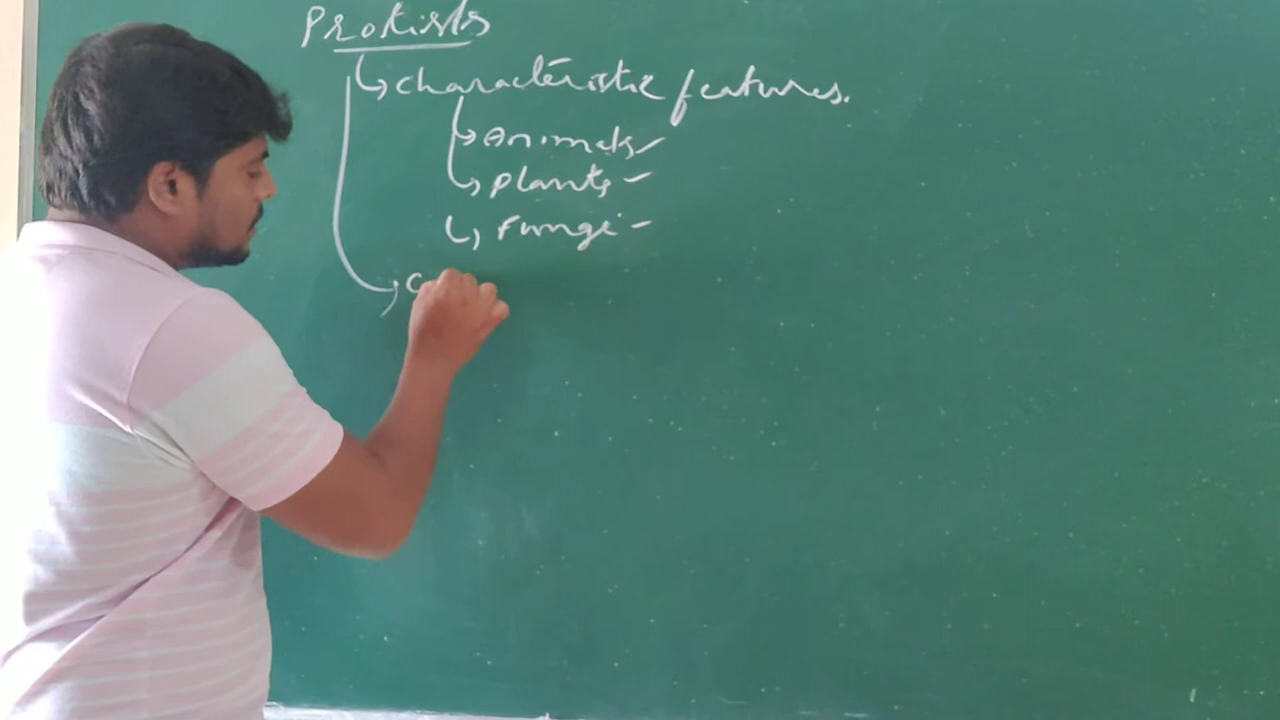 Protists
↳ characteristic features.
↳ Animals
↳ plants -
↳ Fungi -
→ C